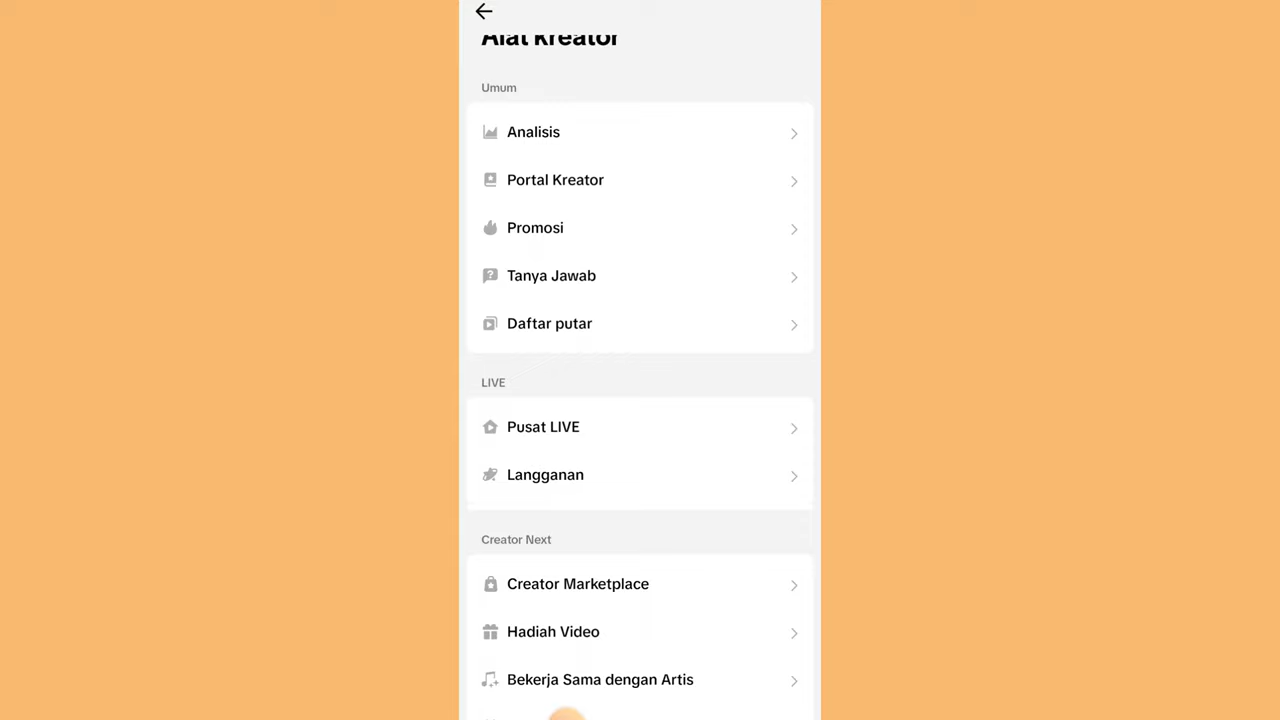 Alat Kreator
Umum
Analisis
Portal Kreator
Promosi
Tanya Jawab
Daftar putar
LIVE
Pusat LIVE
Langganan
Creator Next
Creator Marketplace
Hadiah Video
Bekerja Sama dengan Artis